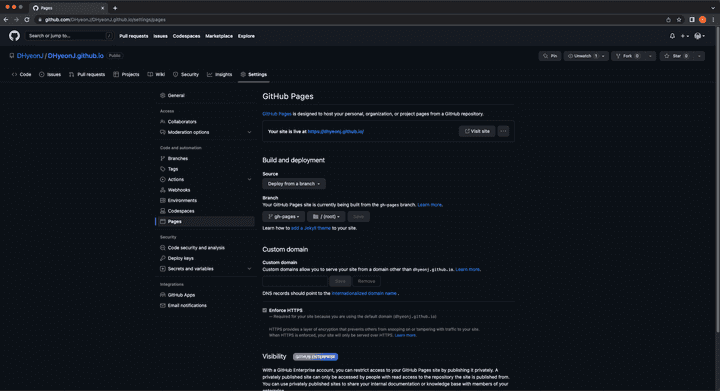 Pages
github.com/DHyeonJ/DHyeonJ.github.io/settings/pages
Search or jump to...
Pull requests Issues Codespaces Marketplace Explore
DHyeonJ / DHyeonJ.github.io Public
Pin Unwatch 1 Fork 0 Star 0
Code Issues Pull requests Projects Wiki Security Insights Settings
General
Access
Collaborators
Moderation options
Code and automation
Branches
Tags
Actions
Webhooks
Environments
Codespaces
Pages
Security
Code security and analysis
Deploy keys
Secrets and variables
Integrations
GitHub Apps
Email notifications
GitHub Pages
GitHub Pages is designed to host your personal, organization, or project pages from a GitHub repository.
Your site is live at https://dhyeonj.github.io/
Visit site
Build and deployment
Source
Deploy from a branch
Branch
Your GitHub Pages site is currently being built from the gh-pages branch. Learn more.
gh-pages / (root) Save
Learn how to add a Jekyll theme to your site.
Custom domain
Custom domain
Custom domains allow you to serve your site from a domain other than dhyeonj.github.io. Learn more.
Save Remove
DNS records should point to the internationalized domain name .
Enforce HTTPS
— Required for your site because you are using the default domain (dhyeonj.github.io)
HTTPS provides a layer of encryption that prevents others from snooping on or tampering with traffic to your site.
When HTTPS is enforced, your site will only be served over HTTPS. Learn more.
Visibility GITHUB ENTERPRISE
With a GitHub Enterprise account, you can restrict access to your GitHub Pages site by publishing it privately. A
privately published site can only be accessed by people with read access to the repository the site is published from.
You can use privately published sites to share your internal documentation or knowledge base with members of your